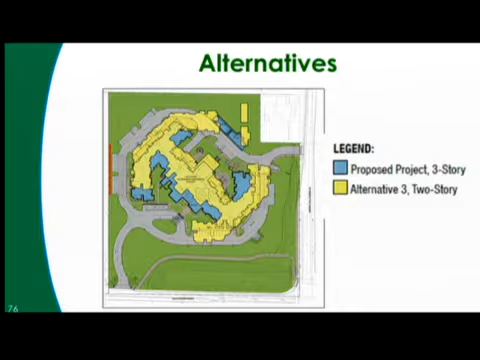 Alternatives
LEGEND:
Proposed Project, 3-Story
Alternative 3, Two-Story
76